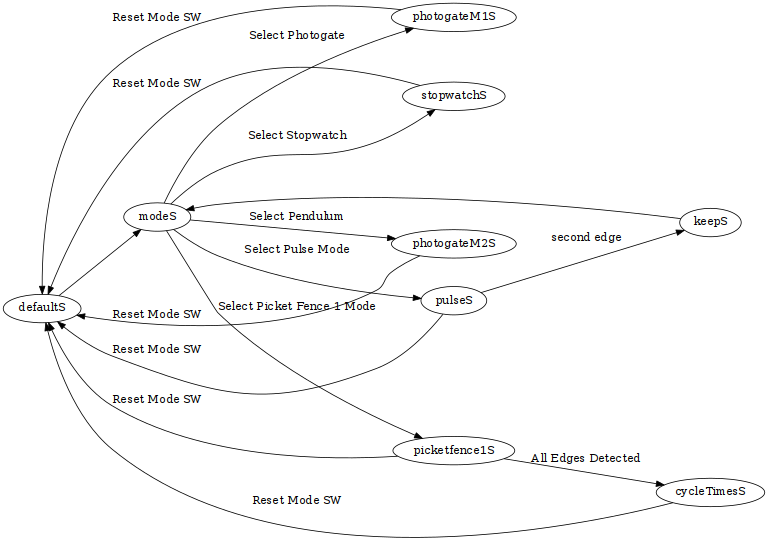 Reset Mode SW
photogateM1S
Select Photogate
Reset Mode SW
stopwatchS
Select Stopwatch
modeS
Select Pendulum
keepS
photogateM2S
second edge
Select Pulse Mode
pulseS
defaultS
Select Picket Fence 1 Mode
Reset Mode SW
Reset Mode SW
Reset Mode SW
picketfence1S
All Edges Detected
cycleTimesS
Reset Mode SW